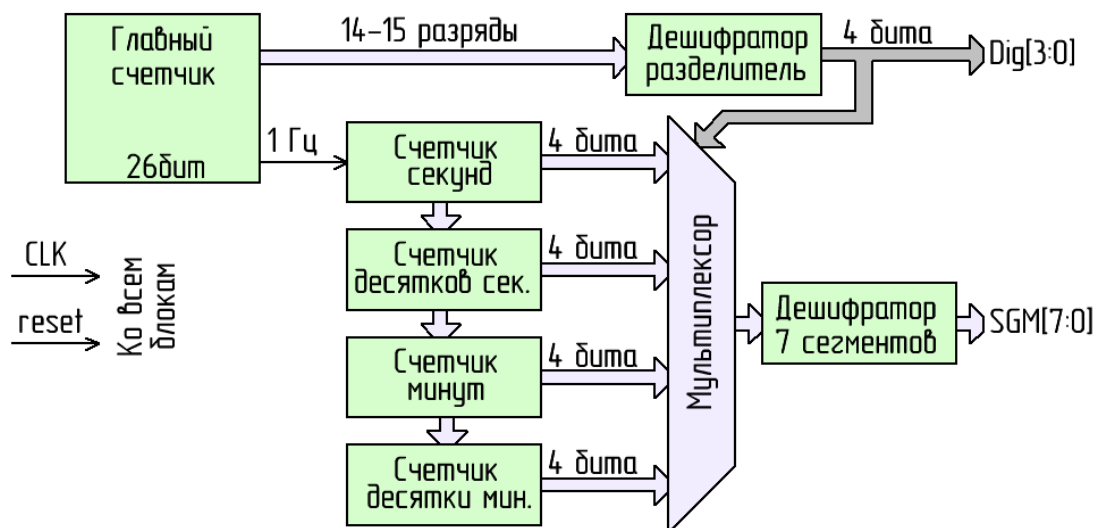 Главный
счетчик
26бит
14-15 разряды
Дешифратор
разделитель
4 бита
Dig[3:0]
1 Гц
Счетчик
секунд
4 бита
Счетчик
десятков сек.
4 бита
Счетчик
минут
4 бита
Счетчик
десятки мин.
4 бита
CLK
reset
Ко всем
блокам
Мультиплексор
Дешифратор
7 сегментов
SGM[7:0]